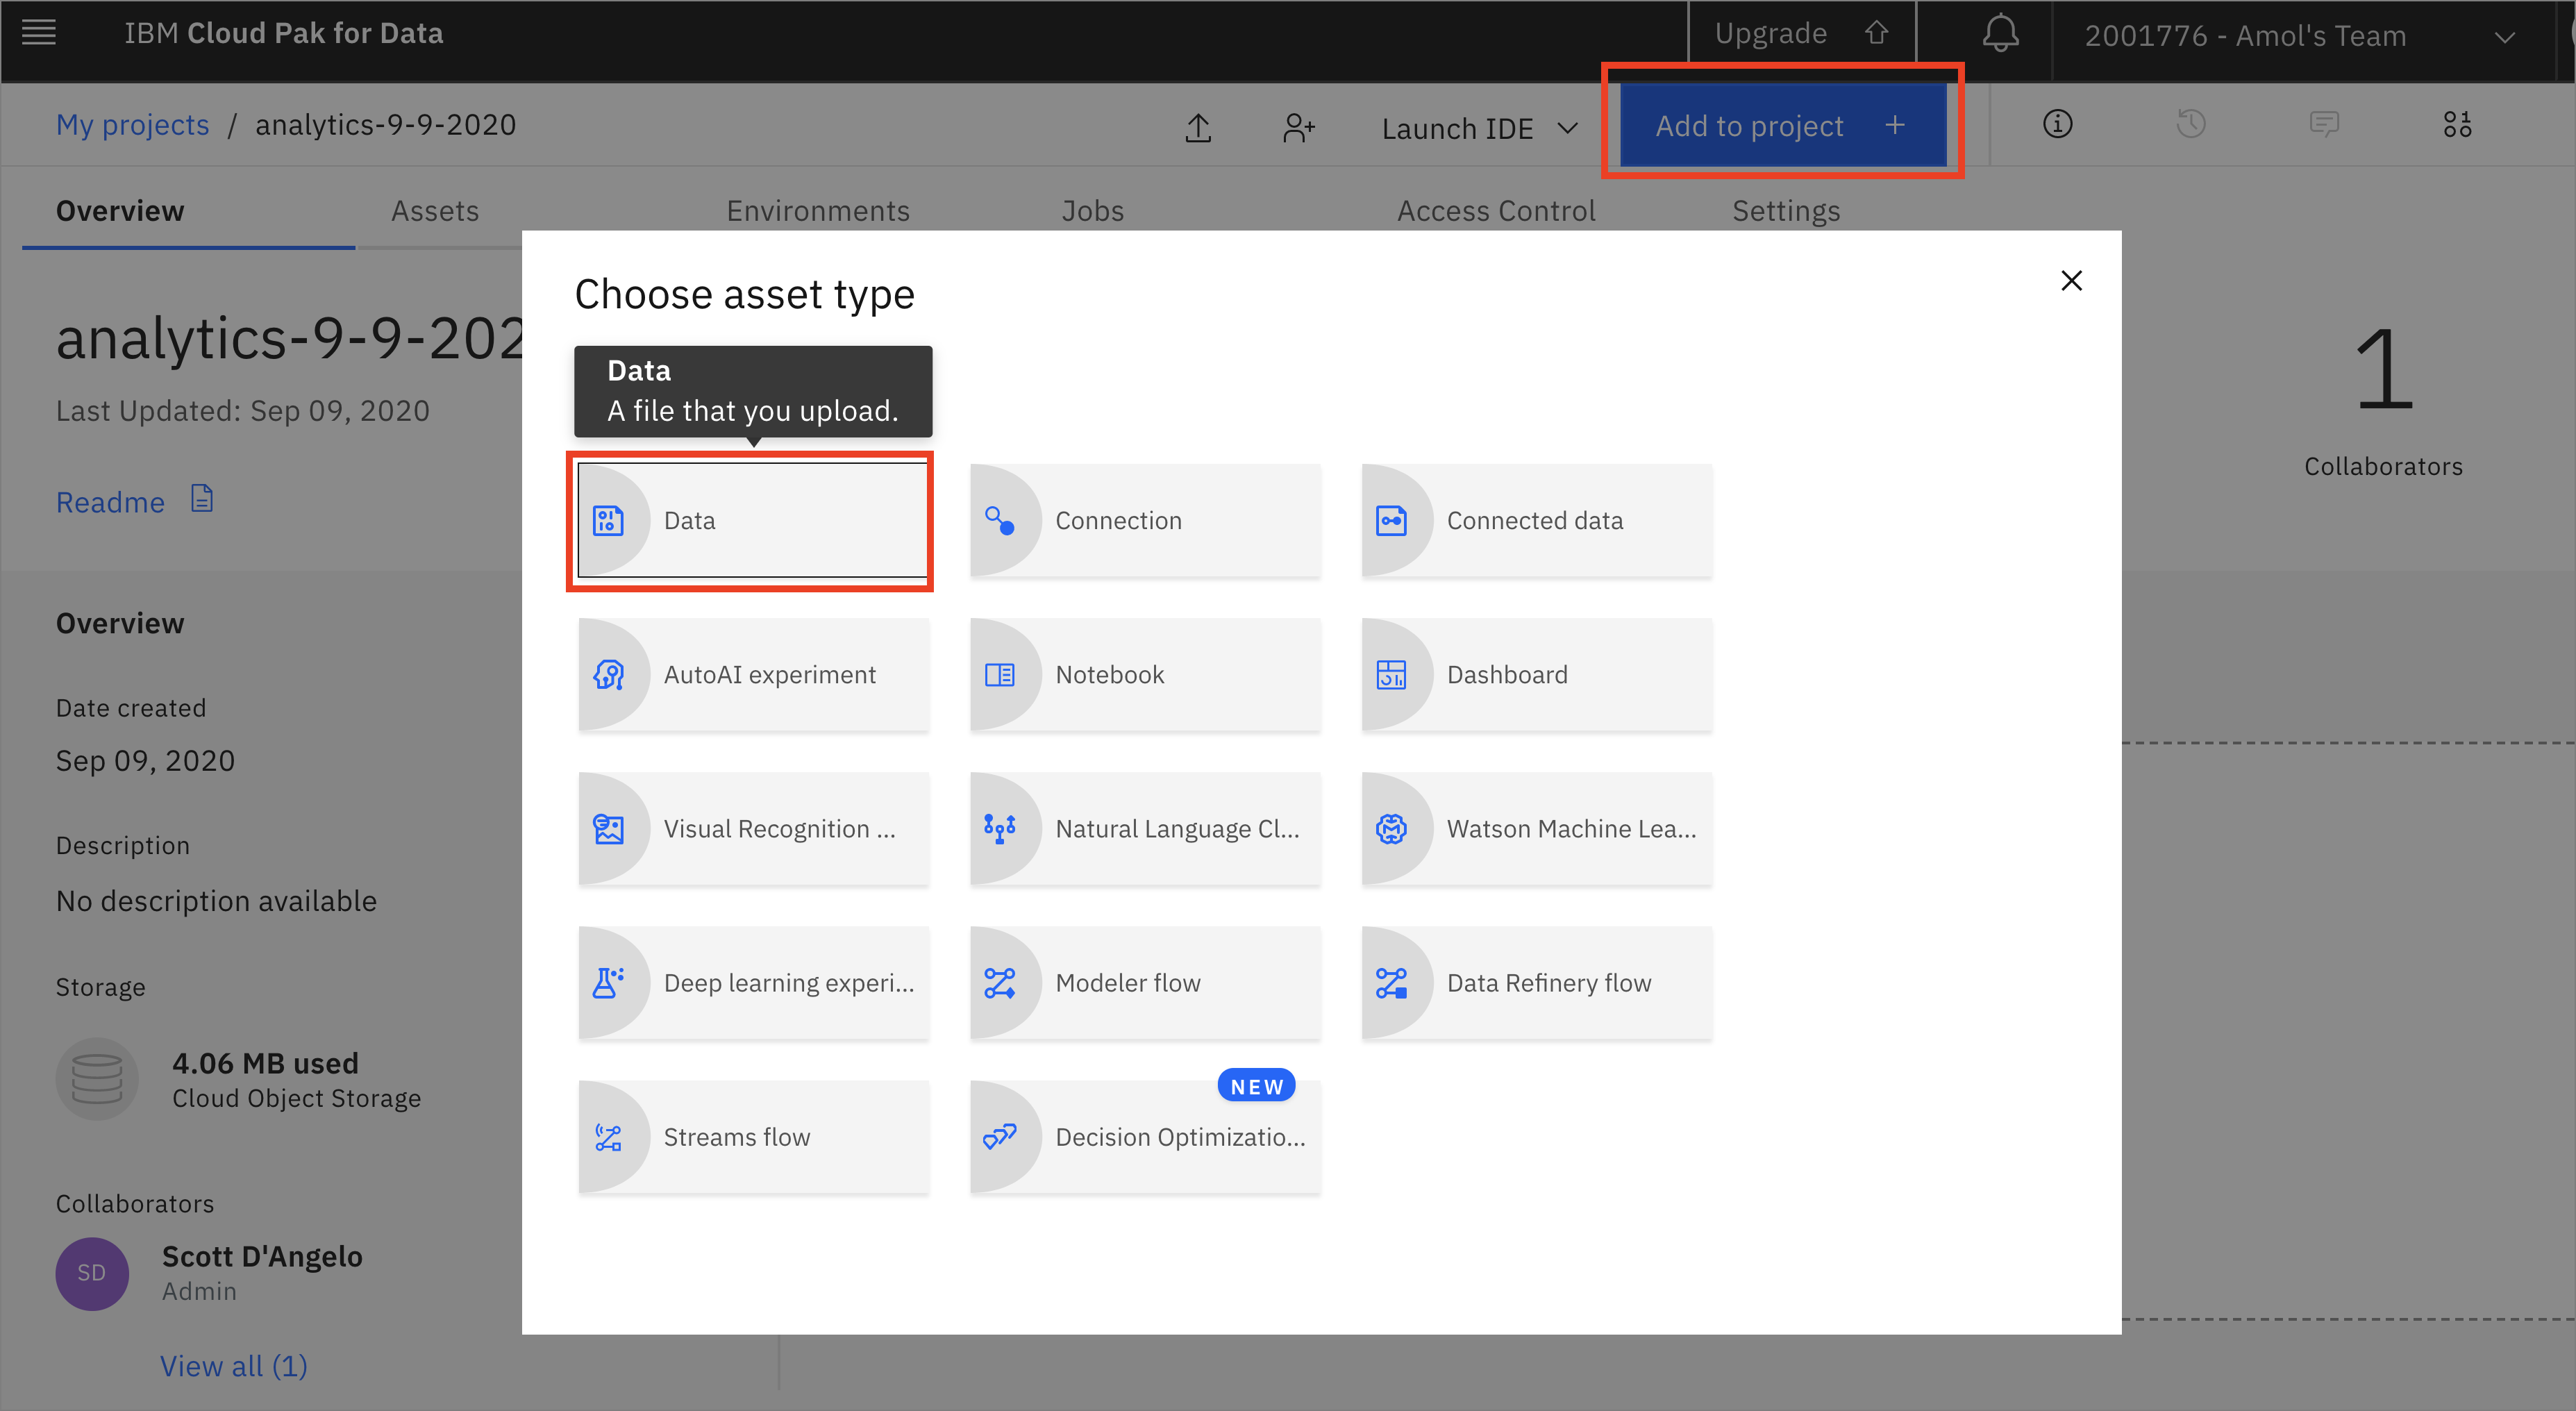 IBM Cloud Pak for Data
Upgrade
2001776 - Amol's Team
My projects / analytics-9-9-2020
Launch IDE
Add to project +
Overview
Assets
Environments
Jobs
Access Control
Settings
analytics-9-9-202
Last Updated: Sep 09, 2020
Readme
1
Collaborators
Choose asset type
Data
A file that you upload.
Data
Connection
Connected data
AutoAI experiment
Notebook
Dashboard
Visual Recognition ...
Natural Language Cl...
Watson Machine Lea...
Deep learning experi...
Modeler flow
Data Refinery flow
Streams flow
NEW
Decision Optimizatio...
Overview
Date created
Sep 09, 2020
Description
No description available
Storage
4.06 MB used
Cloud Object Storage
Collaborators
SD
Scott D'Angelo
Admin
View all (1)